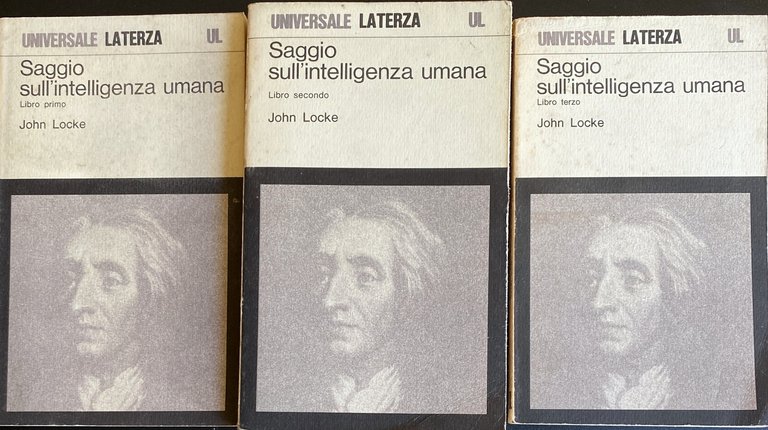 UNIVERSALE LATERZA UL
Saggio
sull'intelligenza umana
Libro primo
John Locke
UNIVERSALE LATERZA UL
Saggio
sull'intelligenza umana
Libro secondo
John Locke
UNIVERSALE LATERZA UL
Saggio
sull'intelligenza umana
Libro terzo
John Locke